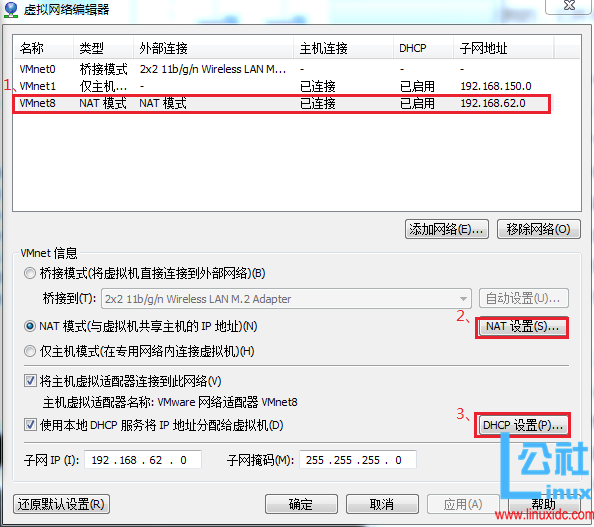 虚拟网络编辑器
名称 类型 外部连接 主机连接 DHCP 子网地址
VMnet0 桥接模式 2x2 11b/g/n Wireless LAN M... - - -
1、 VMnet1 仅主机... - 已连接 已启用 192.168.150.0
VMnet8 NAT 模式 NAT 模式 已连接 已启用 192.168.62.0
添加网络(E)... 移除网络(O)
VMnet 信息
桥接模式(将虚拟机直接连接到外部网络)(B)
桥接到(T): 2x2 11b/g/n Wireless LAN M.2 Adapter 自动设置(U)...
2、
NAT 模式(与虚拟机共享主机的 IP 地址)(N) NAT 设置(S)...
仅主机模式(在专用网络内连接虚拟机)(H)
将主机虚拟适配器连接到此网络(V)
主机虚拟适配器名称: VMware 网络适配器 VMnet8
3、
使用本地 DHCP 服务将 IP 地址分配给虚拟机(D) DHCP 设置(P)...
子网 IP (I): 192 .168 . 62 . 0 子网掩码(M): 255 .255 .255 . 0
公社
Linux
还原默认设置(R) 确定 取消 应用(A) 帮助
www.linuxidc.com